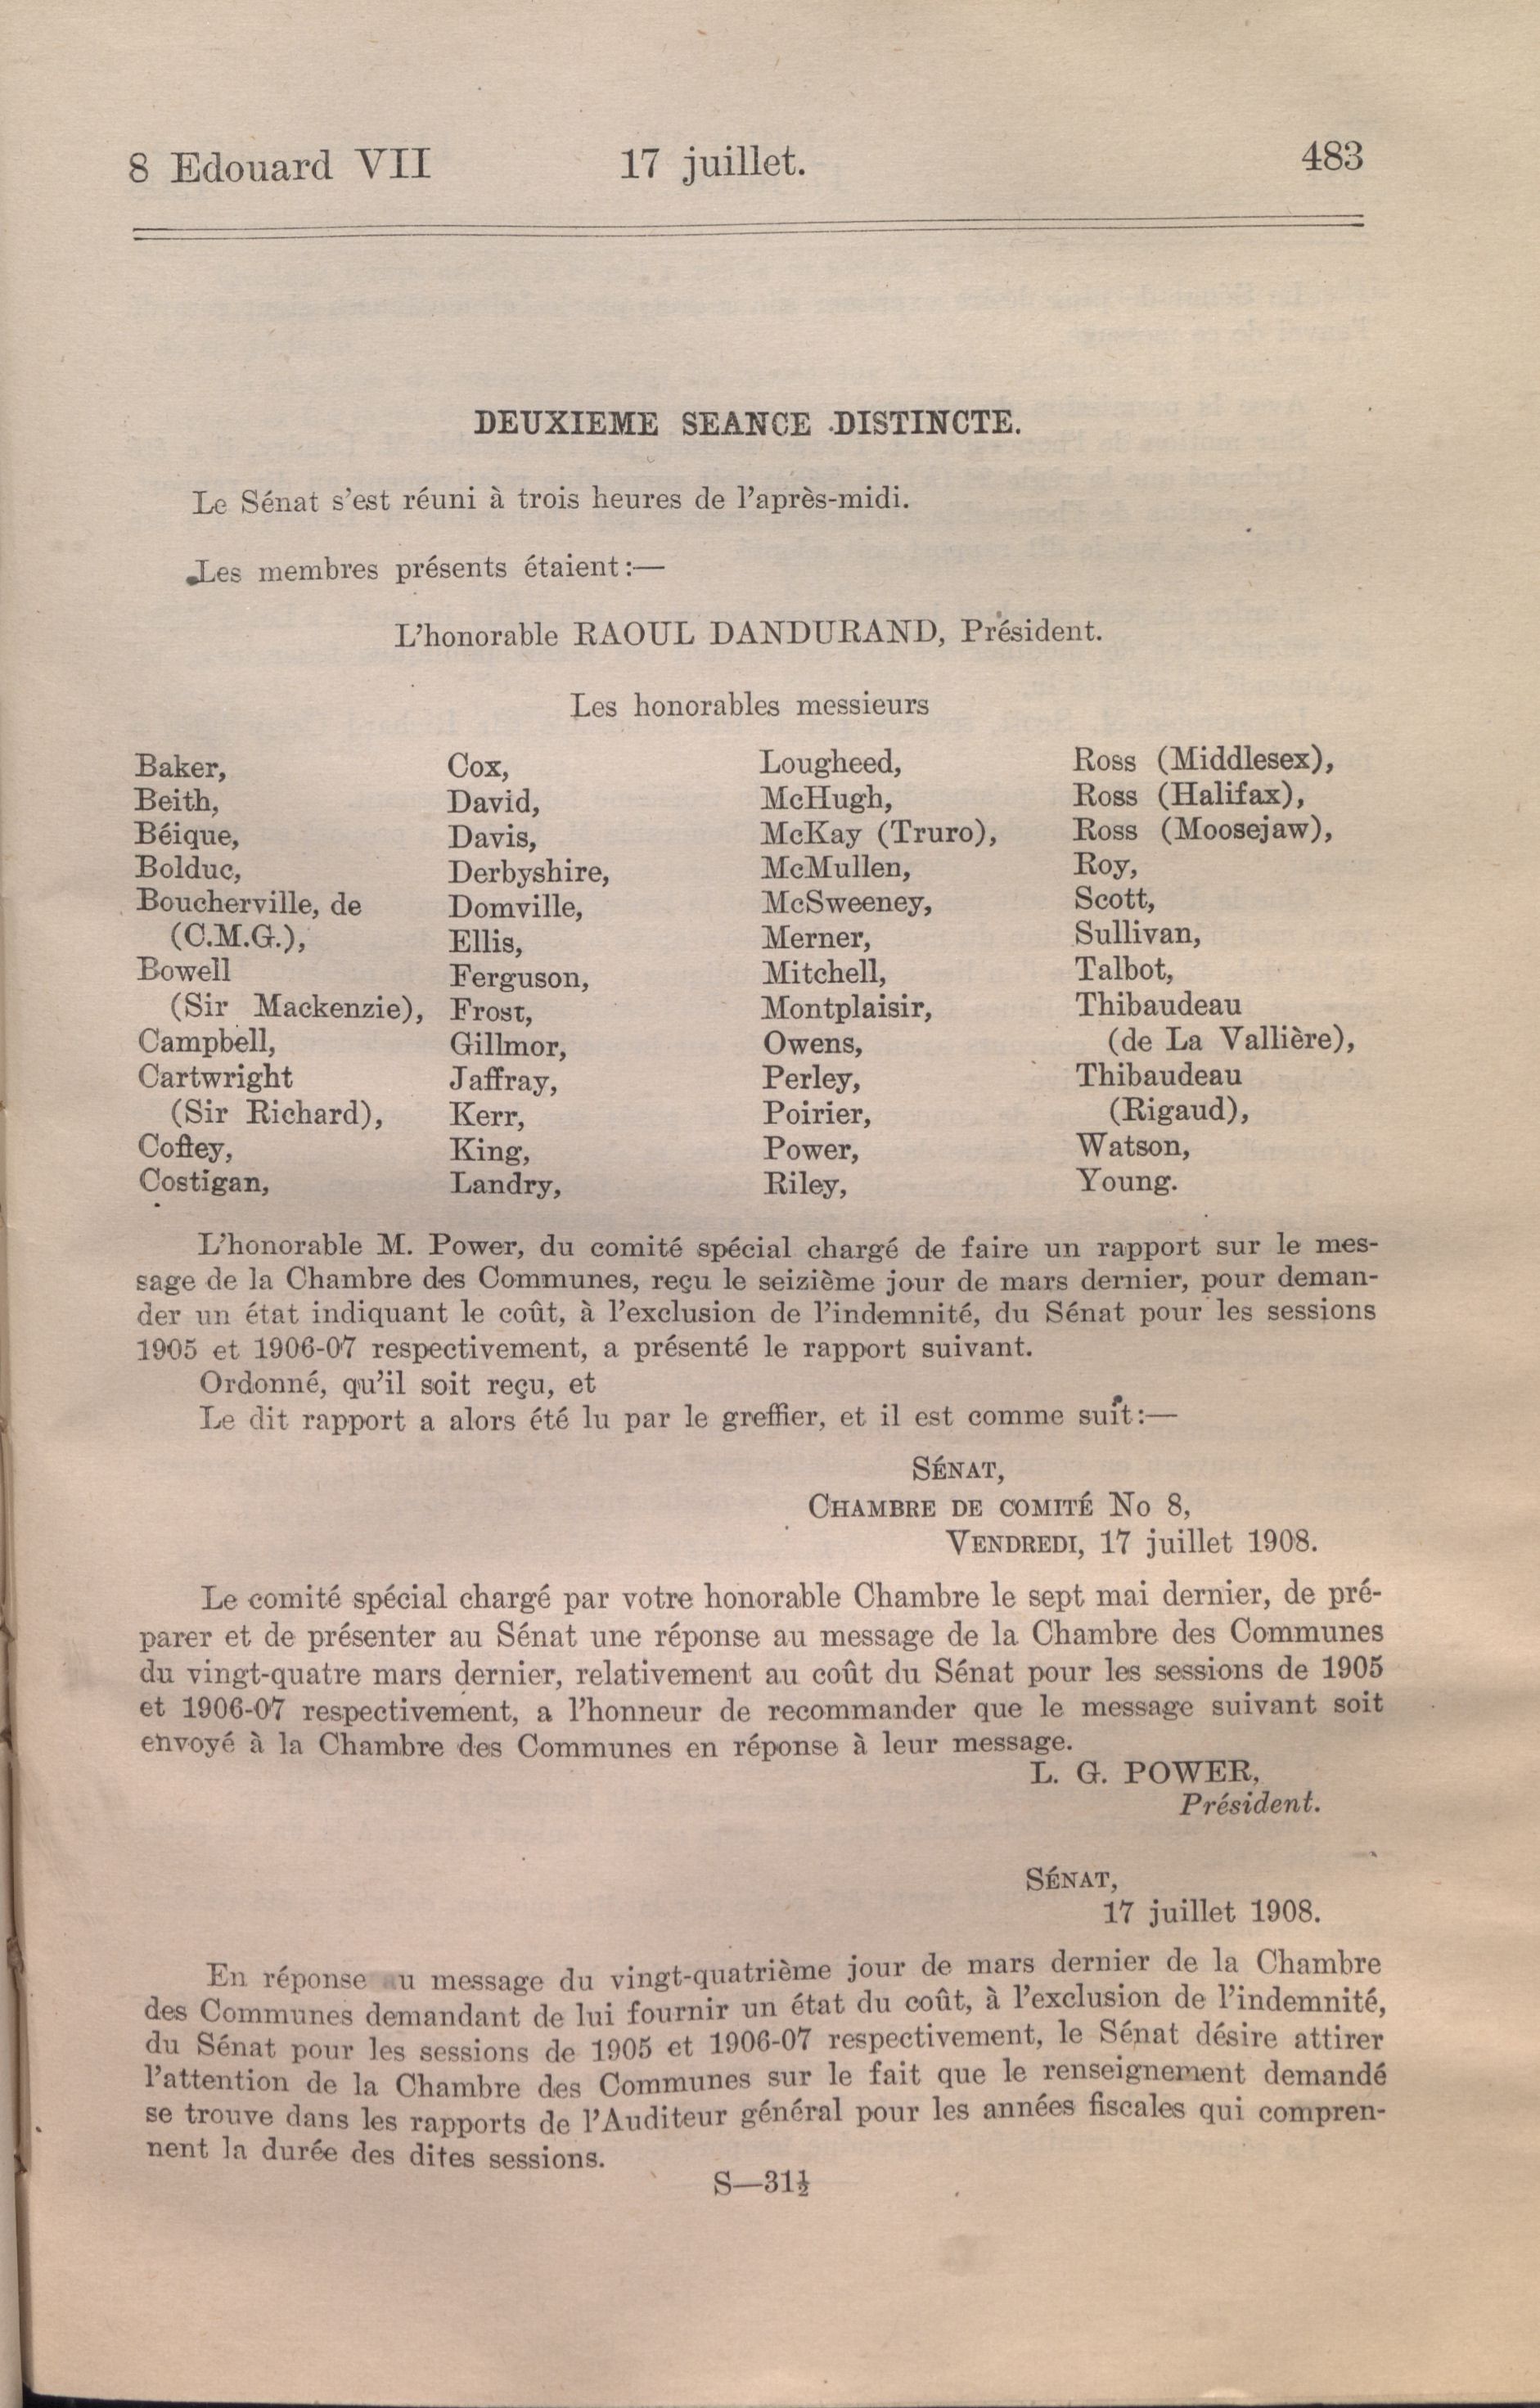 8 Edouard VII 17 juillet. 483
DEUXIEME SEANCE DISTINCTE.
Le Sénat s'est réuni à trois heures de l'après-midi.
Les membres présents étaient:—
L'honorable RAOUL DANDURAND, Président.
Les honorables messieurs
Baker,
Beith,
Béique,
Bolduc,
Boucherville, de
(C.M.G.),
Bowell
(Sir Mackenzie),
Campbell,
Cartwright
(Sir Richard),
Coffey,
Costigan,
Cox,
David,
Davis,
Derbyshire,
Domville,
Ellis,
Ferguson,
Frost,
Gillmor,
Jaffray,
Kerr,
King,
Landry,
Lougheed,
McHugh,
McKay (Truro),
McMullen,
McSweeney,
Merner,
Mitchell,
Montplaisir,
Owens,
Perley,
Poirier,
Power,
Riley,
Ross (Middlesex),
Ross (Halifax),
Ross (Moosejaw),
Roy,
Scott,
Sullivan,
Talbot,
Thibaudeau
(de La Vallière),
Thibaudeau
(Rigaud),
Watson,
Young.
L'honorable M. Power, du comité spécial chargé de faire un rapport sur le mes-
sage de la Chambre des Communes, reçu le seizième jour de mars dernier, pour deman-
der un état indiquant le coût, à l'exclusion de l'indemnité, du Sénat pour les sessions
1905 et 1906-07 respectivement, a présenté le rapport suivant.
Ordonné, qu'il soit reçu, et
Le dit rapport a alors été lu par le greffier, et il est comme suit:—
SÉNAT,
CHAMBRE DE COMITÉ No 8,
VENDREDI, 17 juillet 1908.
Le comité spécial chargé par votre honorable Chambre le sept mai dernier, de pré-
parer et de présenter au Sénat une réponse au message de la Chambre des Communes
du vingt-quatre mars dernier, relativement au coût du Sénat pour les sessions de 1905
et 1906-07 respectivement, a l'honneur de recommander que le message suivant soit
envoyé à la Chambre des Communes en réponse à leur message.
L. G. POWER,
Président.
SÉNAT,
17 juillet 1908.
En réponse au message du vingt-quatrième jour de mars dernier de la Chambre
des Communes demandant de lui fournir un état du coût, à l'exclusion de l'indemnité,
du Sénat pour les sessions de 1905 et 1906-07 respectivement, le Sénat désire attirer
l'attention de la Chambre des Communes sur le fait que le renseignement demandé
se trouve dans les rapports de l'Auditeur général pour les années fiscales qui compren-
nent la durée des dites sessions.
S—31½